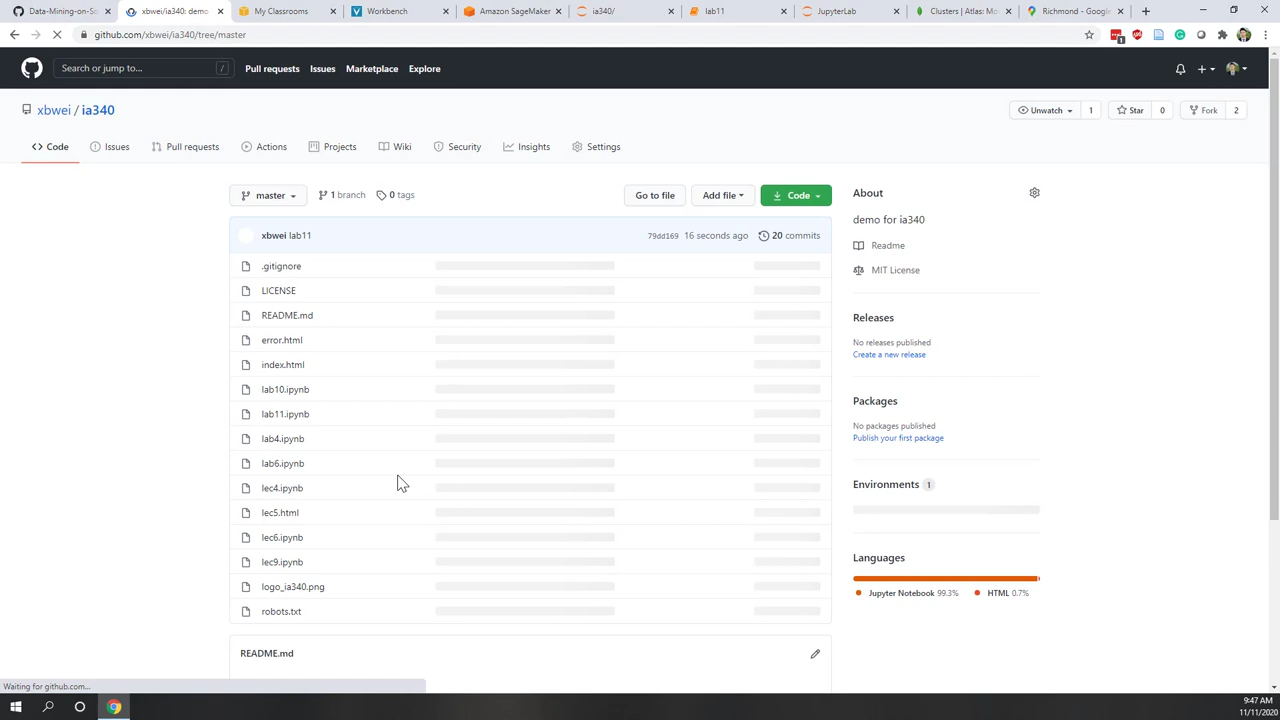 Data-Mining-on-So
xbwei/ia340: demo
My Classrooms
Workbench
Amazon SageMaker
ia340/
lab11
JupyterLab
Clusters | Atlas: Mo
Richmond - Google
github.com/xbwei/ia340/tree/master
1
Search or jump to...
/
Pull requests
Issues
Marketplace
Explore
xbwei / ia340
Unwatch
1
Star
0
Fork
2
Code
Issues
Pull requests
Actions
Projects
Wiki
Security
Insights
Settings
master
1 branch
0 tags
Go to file
Add file
Code
xbwei lab11
79dd169
16 seconds ago
20 commits
.gitignore
LICENSE
README.md
error.html
index.html
lab10.ipynb
lab11.ipynb
lab4.ipynb
lab6.ipynb
lec4.ipynb
lec5.html
lec6.ipynb
lec9.ipynb
logo_ia340.png
robots.txt
README.md
About
demo for ia340
Readme
MIT License
Releases
No releases published
Create a new release
Packages
No packages published
Publish your first package
Environments 1
Languages
Jupyter Notebook 99.3%
HTML 0.7%
Waiting for github.com...
9:47 AM
11/11/2020